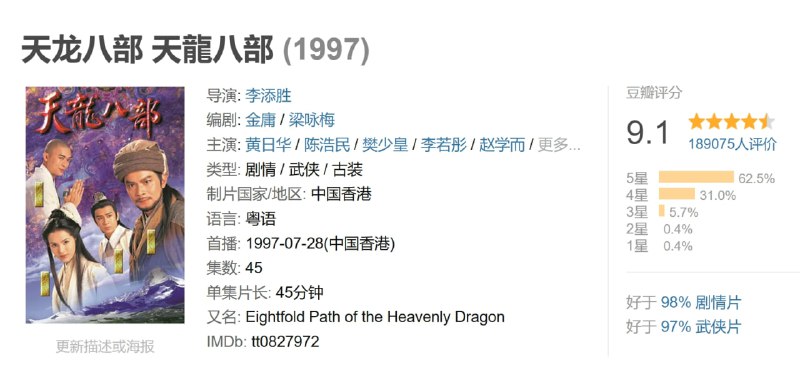 天龙八部 天龍八部 (1997)
天龍八部
更新描述或海报
导演: 李添胜
编剧: 金庸 / 梁咏梅
主演: 黄日华 / 陈浩民 / 樊少皇 / 李若彤 / 赵学而 / 更多...
类型: 剧情 / 武侠 / 古装
制片国家/地区: 中国香港
语言: 粤语
首播: 1997-07-28(中国香港)
集数: 45
单集片长: 45分钟
又名: Eightfold Path of the Heavenly Dragon
IMDb: tt0827972
豆瓣评分
9.1
189075人评价
5星 62.5%
4星 31.0%
3星 5.7%
2星 0.4%
1星 0.4%
好于 98% 剧情片
好于 97% 武侠片